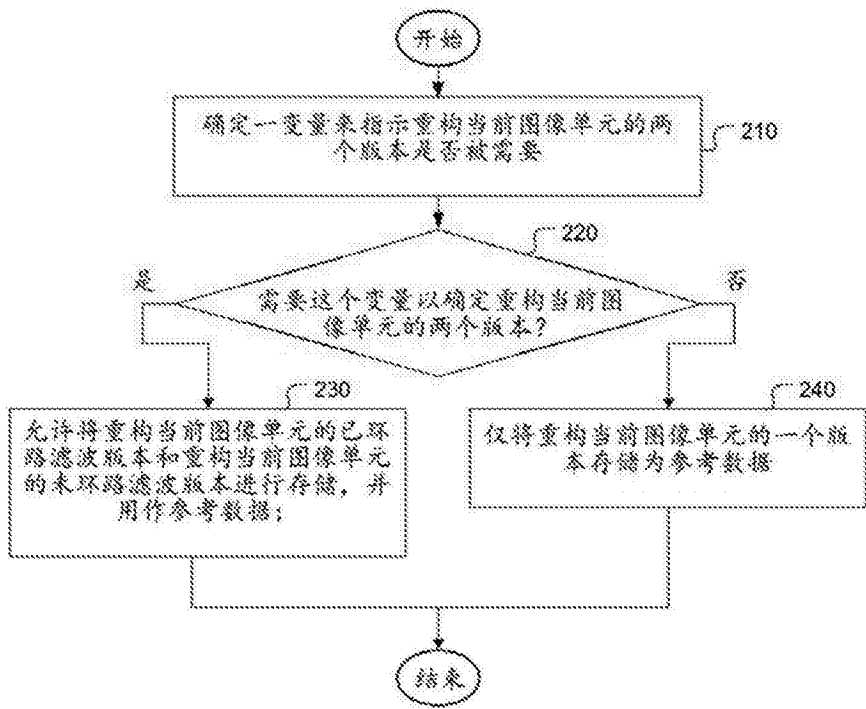 开始
确定一变量来指示重构当前图像单元的两
个版本是否被需要
210
220
是
否
需要这个变量以确定重构当前图
像单元的两个版本?
230
240
允许将重构当前图像单元的已环
路滤波版本和重构当前图像单元
的未环路滤波版本进行存储，并
用作参考数据;
仅将重构当前图像单元的一个版
本存储为参考数据
结束